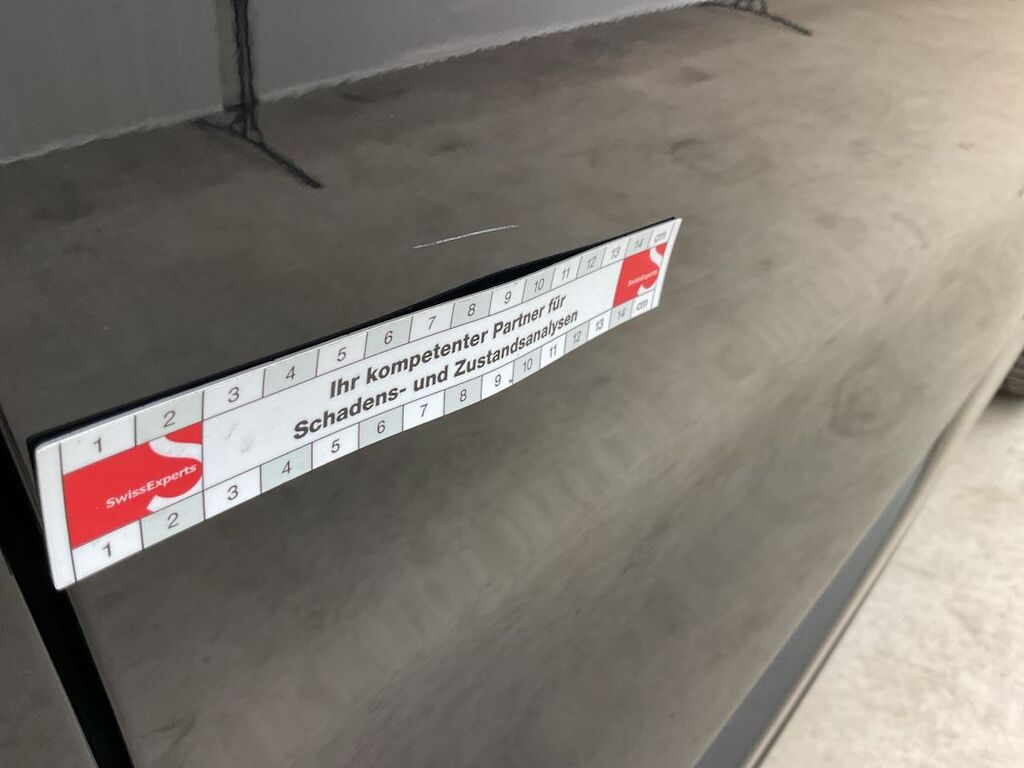 1 2 3 4 5 6 7 8 9 10 11 12 13 14 cm
SwissExperts
Ihr kompetenter Partner für
Schadens- und Zustandsanalysen
SwissExperts
1 2 3 4 5 6 7 8 9 10 11 12 13 14 cm